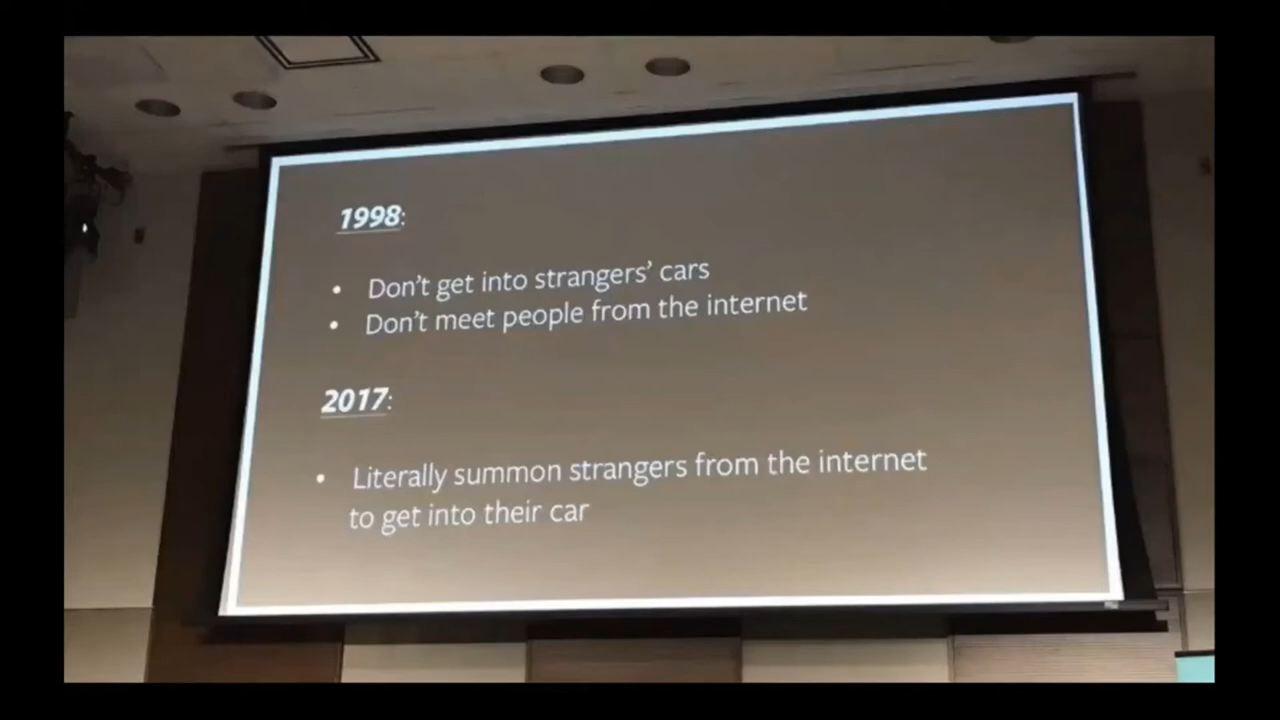 1998:
• Don't get into strangers' cars
• Don't meet people from the internet
2017:
• Literally summon strangers from the internet
to get into their car